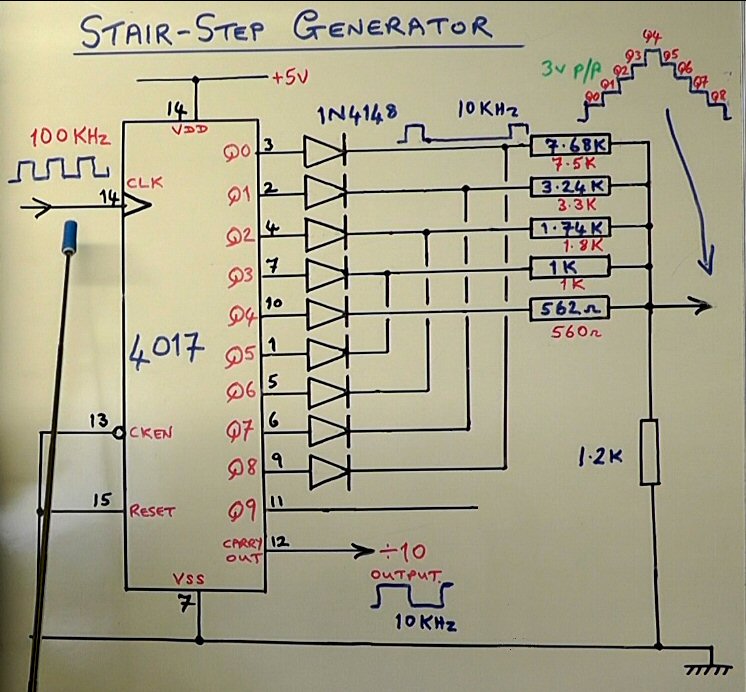 STAIR-STEP GENERATOR
+5V
3V P/P
Q0
Q1
Q2
Q3
Q4
Q5
Q6
Q7
Q8
14
VDD
1N4148
10KHZ
100KHZ
14
CLK
Q0
3
7.68K
7.5K
Q1
2
3.24K
3.3K
Q2
4
1.74K
1.8K
Q3
7
1K
1K
Q4
10
562Ω
560Ω
4017
Q5
1
Q6
5
13
CKEN
Q7
6
Q8
9
1.2K
15
RESET
Q9
11
CARRY
OUT
12
÷10
OUTPUT
10KHZ
VSS
7